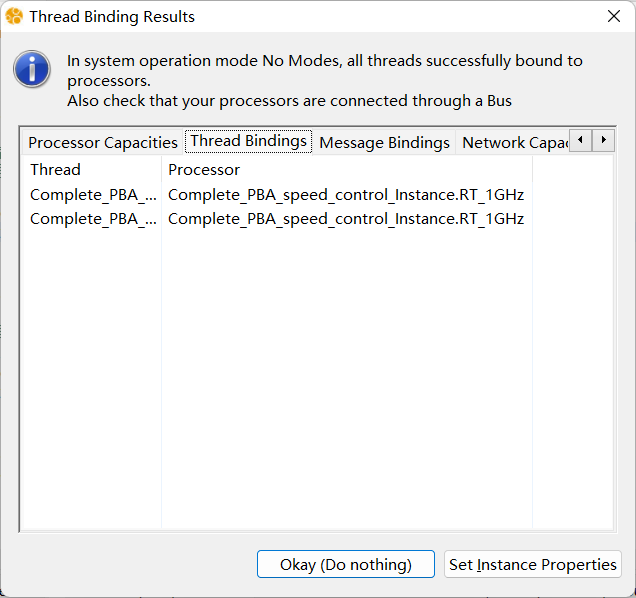 Thread Binding Results
In system operation mode No Modes, all threads successfully bound to
processors.
Also check that your processors are connected through a Bus
Processor Capacities Thread Bindings Message Bindings Network Capac
Thread Processor
Complete_PBA_... Complete_PBA_speed_control_Instance.RT_1GHz
Complete_PBA_... Complete_PBA_speed_control_Instance.RT_1GHz
Okay (Do nothing) Set Instance Properties